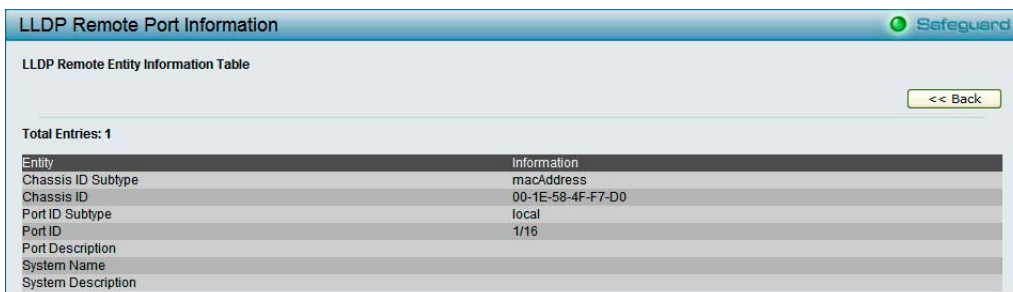 LLDP Remote Port Information Safeguard
LLDP Remote Entity Information Table
<< Back
Total Entries: 1
Entity Information
Chassis ID Subtype macAddress
Chassis ID 00-1E-58-4F-F7-D0
Port ID Subtype local
Port ID 1/16
Port Description
System Name
System Description